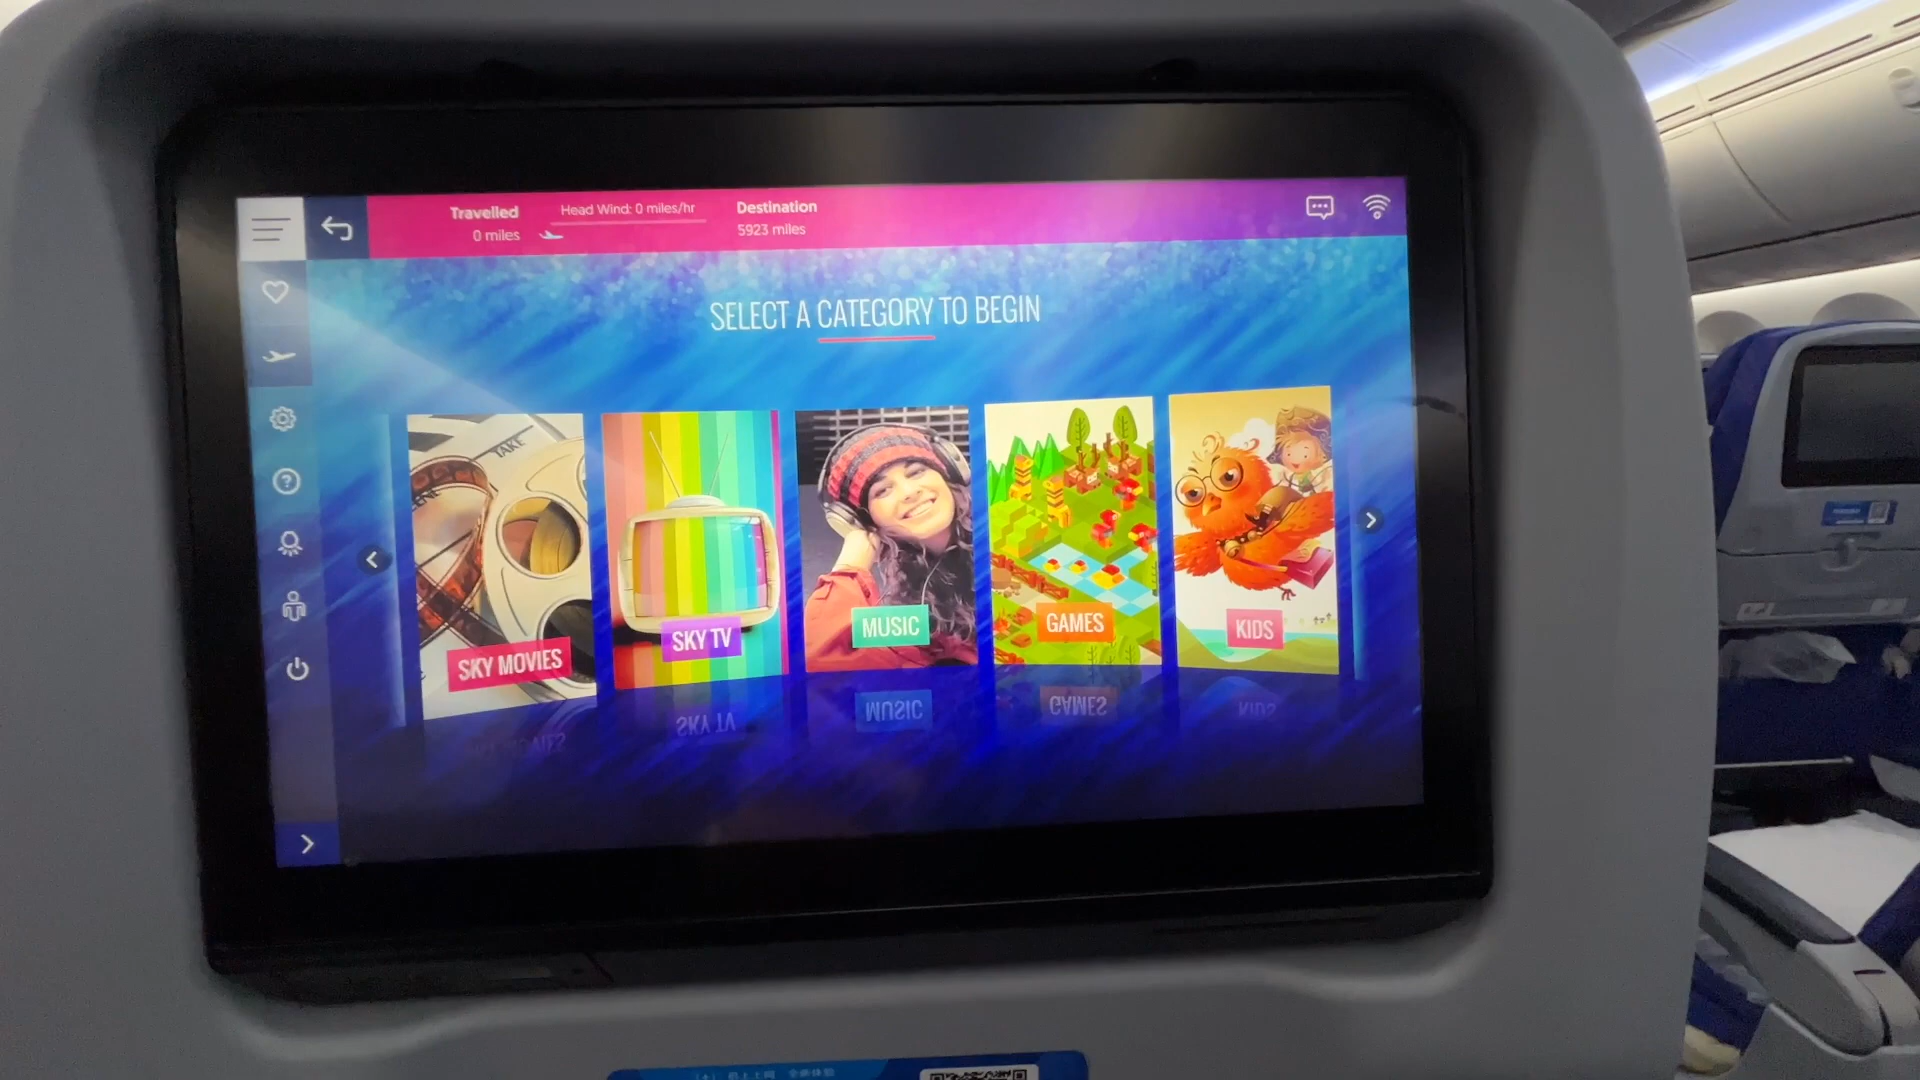 Travelled
0 miles
Head Wind: 0 miles/hr
Destination
5923 miles
SELECT A CATEGORY TO BEGIN
TAKE
SKY MOVIES
SKY TV
MUSIC
GAMES
KIDS